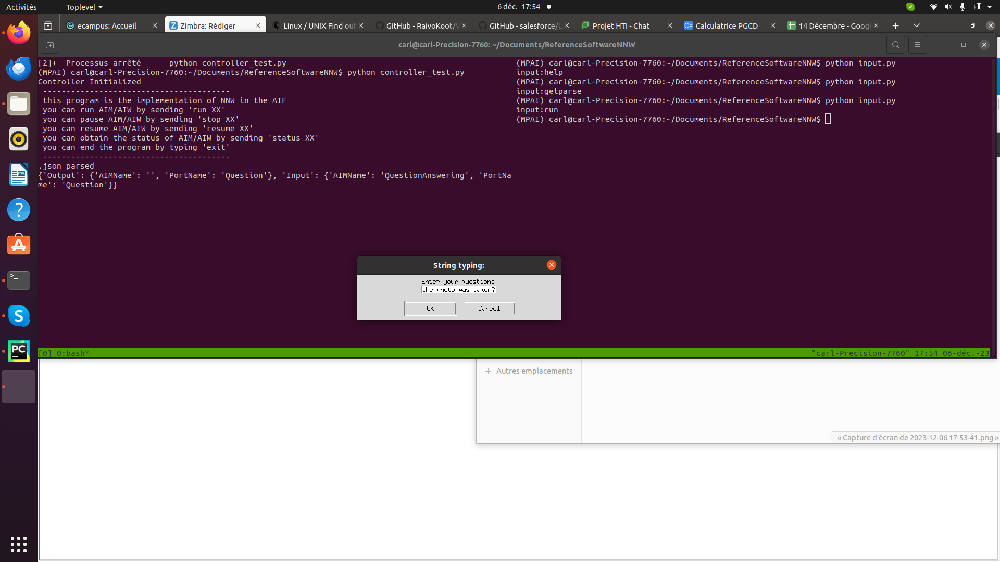 Activités
Toplevel
6 déc. 17:54
ecampus: Accueil
Zimbra: Rédiger
Linux / UNIX Find out
GitHub - RaivoKoot/V
GitHub - salesforce/L
Projet HTI - Chat
Calculatrice PGCD
14 Décembre - Googl
carl@carl-Precision-7760: ~/Documents/ReferenceSoftwareNNW
[2]+  Processus arrêté      python controller_test.py
(MPAI) carl@carl-Precision-7760:~/Documents/ReferenceSoftwareNNW$ python controller_test.py
Controller Initialized
----------------------------------------
this program is the implementation of NNW in the AIF
you can run AIM/AIW by sending 'run XX'
you can pause AIM/AIW by sending 'stop XX'
you can resume AIM/AIW by sending 'resume XX'
you can obtain the status of AIM/AIW by sending 'status XX'
you can end the program by typing 'exit'
----------------------------------------
.json parsed
{'Output': {'AIMName': '', 'PortName': 'Question'}, 'Input': {'AIMName': 'QuestionAnswering', 'PortNa
me': 'Question'}}
(MPAI) carl@carl-Precision-7760:~/Documents/ReferenceSoftwareNNW$ python input.py
input:help
(MPAI) carl@carl-Precision-7760:~/Documents/ReferenceSoftwareNNW$ python input.py
input:getparse
(MPAI) carl@carl-Precision-7760:~/Documents/ReferenceSoftwareNNW$ python input.py
input:run
(MPAI) carl@carl-Precision-7760:~/Documents/ReferenceSoftwareNNW$
String typing:
Enter your question:
the photo was taken?
OK
Cancel
[0] 0:bash*
"carl-Precision-7760" 17:54 06-déc.-23
Autres emplacements
« Capture d'écran de 2023-12-06 17-53-41.png »